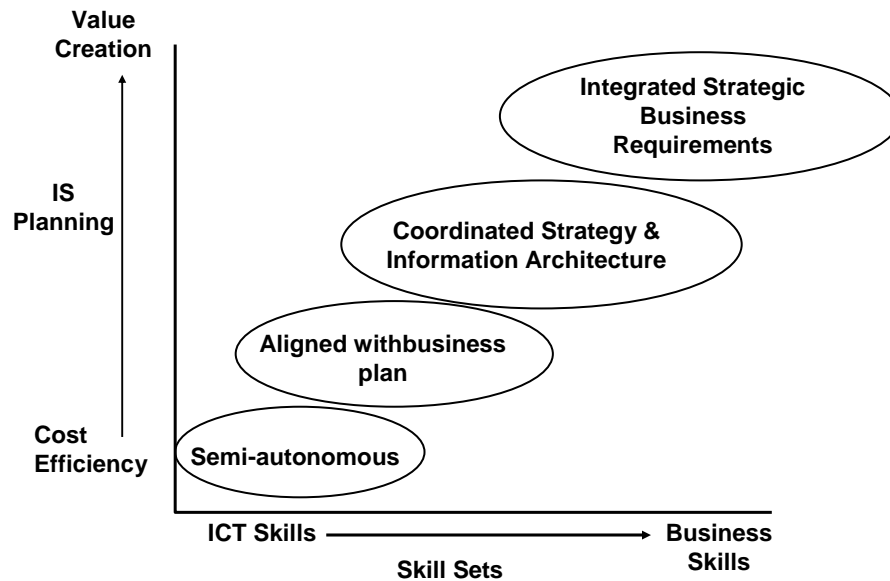 Value
Creation
Integrated Strategic
Business
Requirements
IS
Planning
Coordinated Strategy &
Information Architecture
Aligned withbusiness
plan
Cost
Efficiency
Semi-autonomous
ICT Skills
Business
Skills
Skill Sets